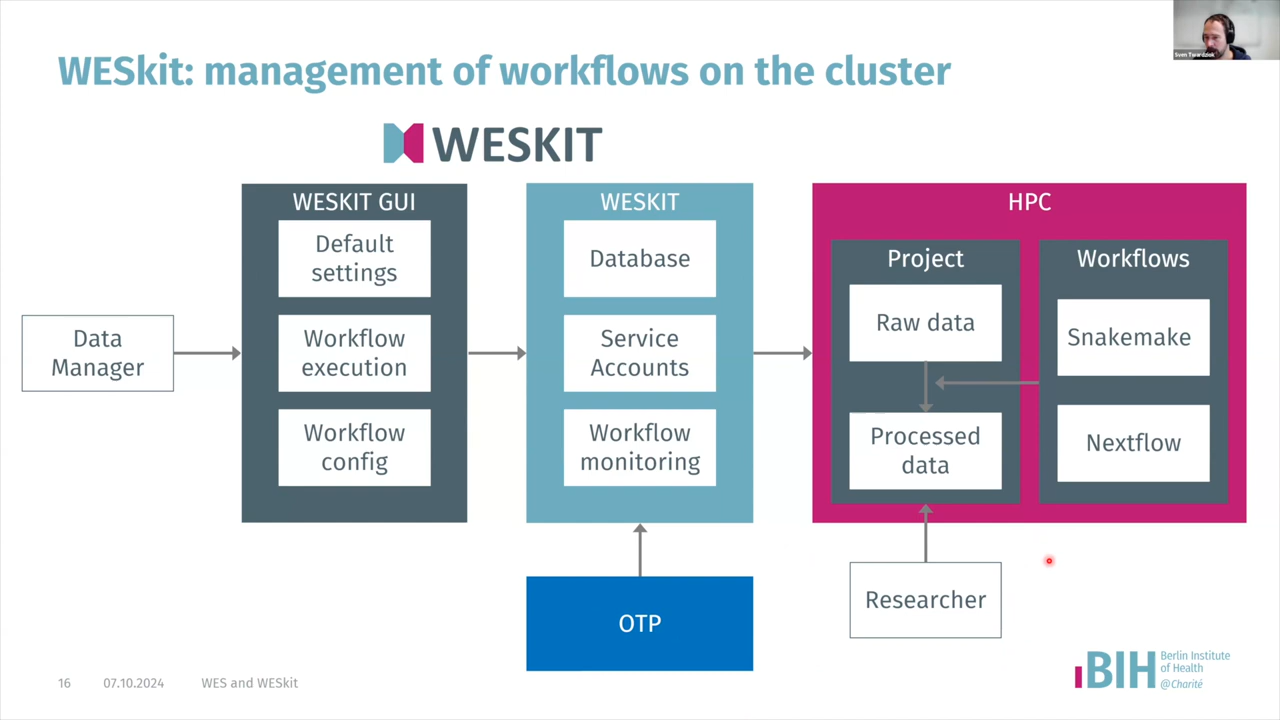 Sven Twardziok
WESkit: management of workflows on the cluster
WESKIT
WESKIT GUI
Default
settings
Workflow
execution
Workflow
config
WESKIT
Database
Service
Accounts
Workflow
monitoring
HPC
Project
Raw data
Processed
data
Workflows
Snakemake
Nextflow
Data
Manager
OTP
Researcher
16 07.10.2024 WES and WESkit
BIH Berlin Institute
of Health
@Charité